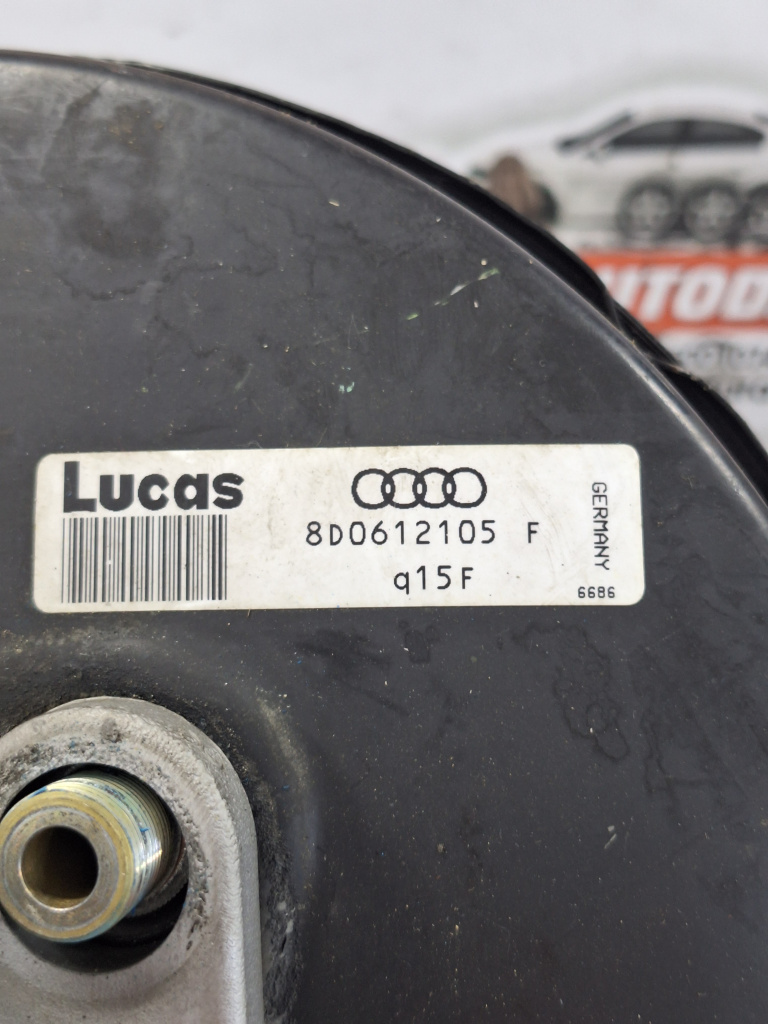 Lucas
8D0612105 F
q15F
GERMANY
6686